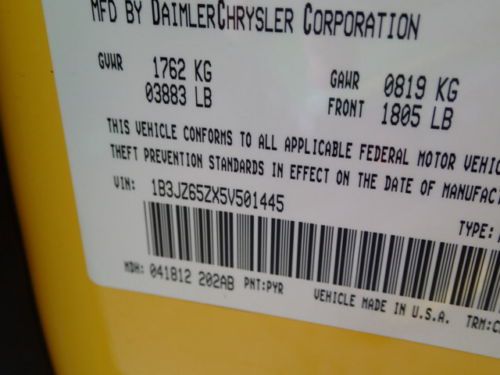 MFD BY DAIMLERCHRYSLER CORPORATION
GVWR 1762 KG GAWR 0819 KG
03883 LB FRONT 1805 LB
THIS VEHICLE CONFORMS TO ALL APPLICABLE FEDERAL MOTOR VEHIC
THEFT PREVENTION STANDARDS IN EFFECT ON THE DATE OF MANUFACT
VIN: 1B3JZ65ZX5V501445 TYPE:
MDH: 041812 202AB PNT:PYR VEHICLE MADE IN U.S.A. TRM:C